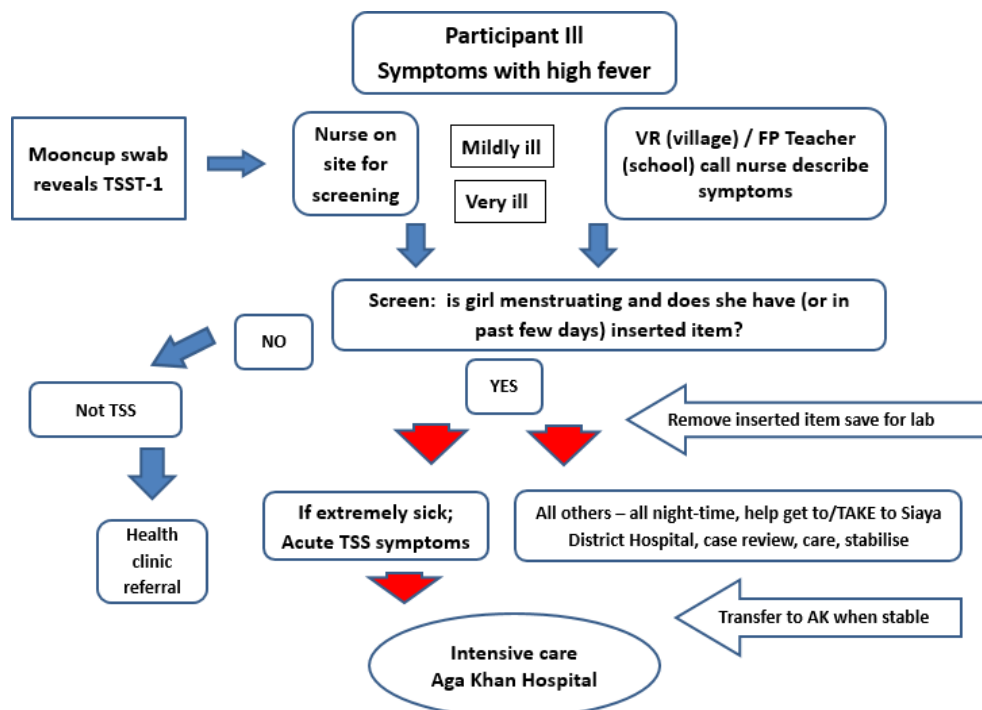 Participant Ill
Symptoms with high fever
Mooncup swab
reveals TSST-1
Nurse on
site for
screening
Mildly ill
Very ill
VR (village) / FP Teacher
(school) call nurse describe
symptoms
Screen:  is girl menstruating and does she have (or in
past few days) inserted item?
NO
YES
Not TSS
Remove inserted item save for lab
Health
clinic
referral
If extremely sick;
Acute TSS symptoms
All others – all night-time, help get to/TAKE to Siaya
District Hospital, case review, care, stabilise
Transfer to AK when stable
Intensive care
Aga Khan Hospital